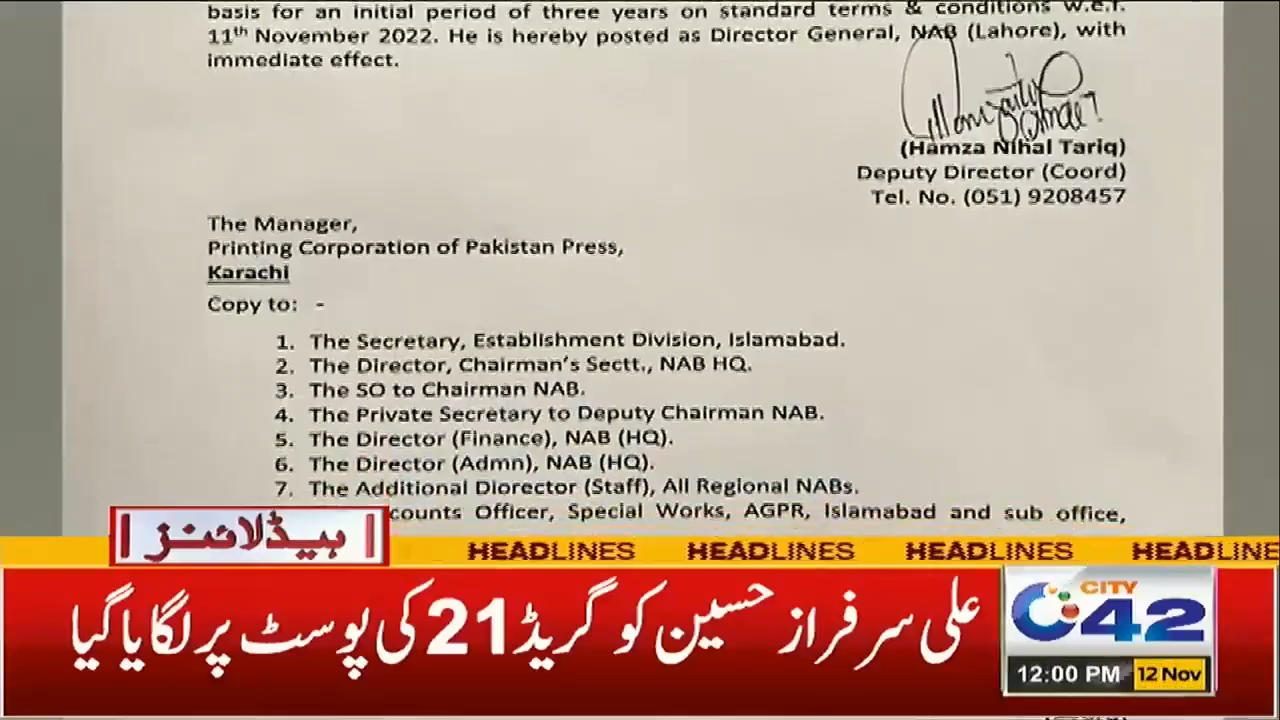 basis for an initial period of three years on standard terms & conditions w.e.f.
11th November 2022. He is hereby posted as Director General, NAB (Lahore), with
immediate effect.
(Hamza Nihal Tariq)
Deputy Director (Coord)
Tel. No. (051) 9208457
The Manager,
Printing Corporation of Pakistan Press,
Karachi
Copy to: -
1. The Secretary, Establishment Division, Islamabad.
2. The Director, Chairman's Sectt., NAB HQ.
3. The SO to Chairman NAB.
4. The Private Secretary to Deputy Chairman NAB.
5. The Director (Finance), NAB (HQ).
6. The Director (Admn), NAB (HQ).
7. The Additional Diorector (Staff), All Regional NABs.
counts Officer, Special Works, AGPR, Islamabad and sub office,
ہیڈلائنز
HEADLINES HEADLINES HEADLINES HEADLINES
علی سرفراز حسین کو گریڈ 21 کی پوسٹ پر لگایا گیا
CITY
42
12:00 PM 12 Nov